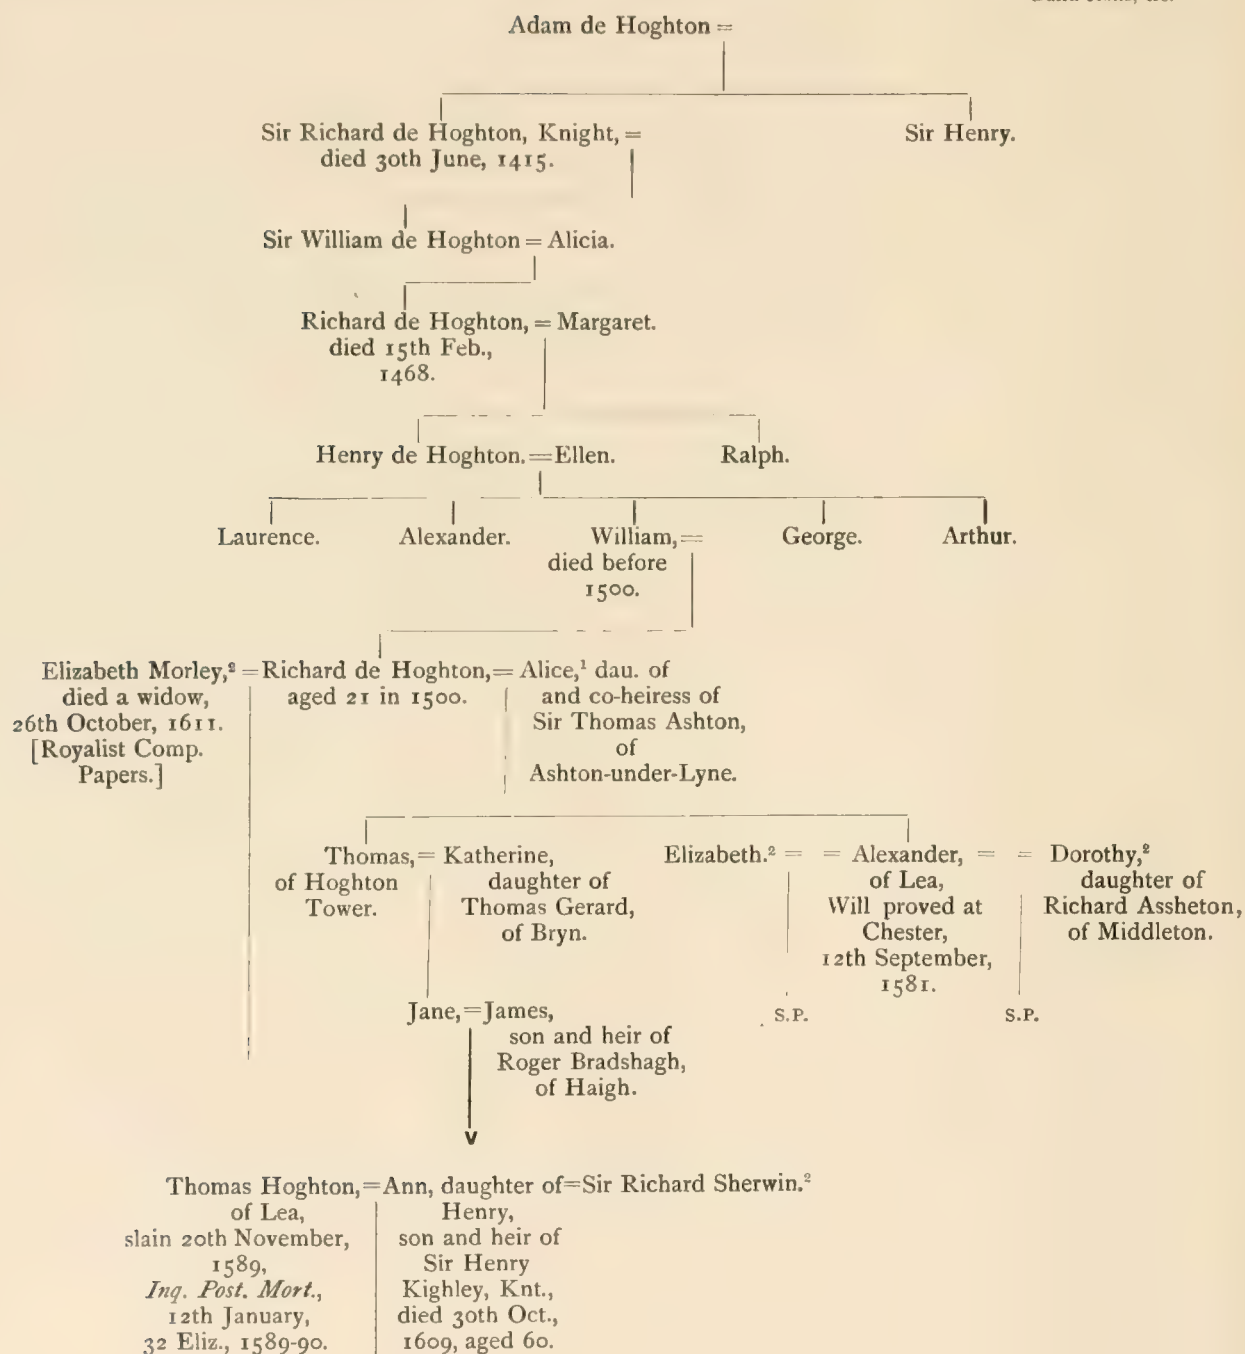 Adam de Hoghton =
Sir Richard de Hoghton, Knight, =
died 30th June, 1415.
Sir Henry.
Sir William de Hoghton = Alicia.
Richard de Hoghton, = Margaret.
died 15th Feb.,
1468.
Henry de Hoghton. = Ellen.
Ralph.
Laurence.
Alexander.
William, =
died before
1500.
George.
Arthur.
Elizabeth Morley,² =
died a widow,
26th October, 1611.
[Royalist Comp.
Papers.]
Richard de Hoghton, =
aged 21 in 1500.
Alice,¹ dau. of
and co-heiress of
Sir Thomas Ashton,
of
Ashton-under-Lyne.
Thomas, =
of Hoghton
Tower.
Katherine,
daughter of
Thomas Gerard,
of Bryn.
Elizabeth.² =
= Alexander, =
of Lea,
Will proved at
Chester,
12th September,
1581.
= Dorothy,²
daughter of
Richard Assheton,
of Middleton.
Jane, = James,
son and heir of
Roger Bradshagh,
of Haigh.
S.P.
S.P.
Thomas Hoghton, =
of Lea,
slain 20th November,
1589,
Inq. Post. Mort.,
12th January,
32 Eliz., 1589-90.
Ann, daughter of
Henry,
son and heir of
Sir Henry
Kighley, Knt.,
died 30th Oct.,
1609, aged 60.
= Sir Richard Sherwin.²